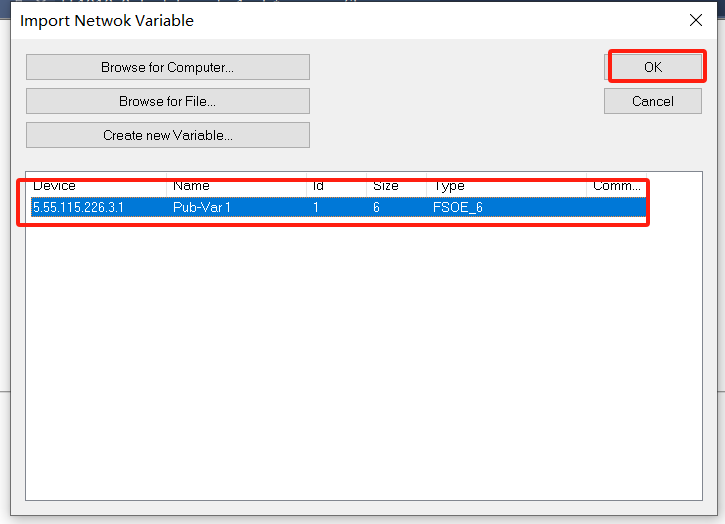 Import Netwok Variable
Browse for Computer...
OK
Browse for File...
Cancel
Create new Variable...
Device Name Id Size Type Comm...
5.55.115.226.3.1 Pub-Var 1 1 6 FSOE_6